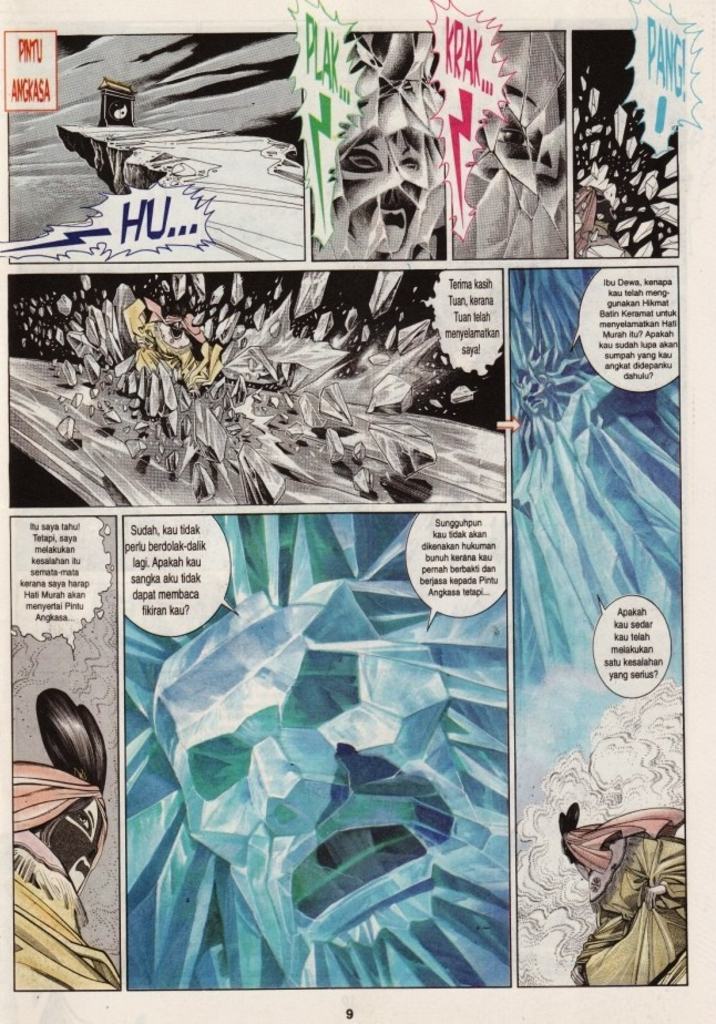 PINTU
ANGKASA
HU...
PLAK...
KRAK...
PANG!
Terima kasih
Tuan, kerana
Tuan telah
menyelamatkan
saya!
Ibu Dewa, kenapa
kau telah meng-
gunakan Hikmat
Batin Keramat untuk
menyelamatkan Hati
Murah itu? Apakah
kau sudah lupa akan
sumpah yang kau
angkat didepanku
dahulu?
Apakah
kau sedar
kau telah
melakukan
satu kesalahan
yang serius?
Itu saya tahu!
Tetapi, saya
melakukan
kesalahan itu
semata-mata
kerana saya harap
Hati Murah akan
menyertai Pintu
Angkasa...
Sudah, kau tidak
perlu berdolak-dalik
lagi. Apakah kau
sangka aku tidak
dapat membaca
fikiran kau?
Sungguhpun
kau tidak akan
dikenakan hukuman
bunuh kerana kau
pernah berbakti dan
berjasa kepada Pintu
Angkasa tetapi...
9